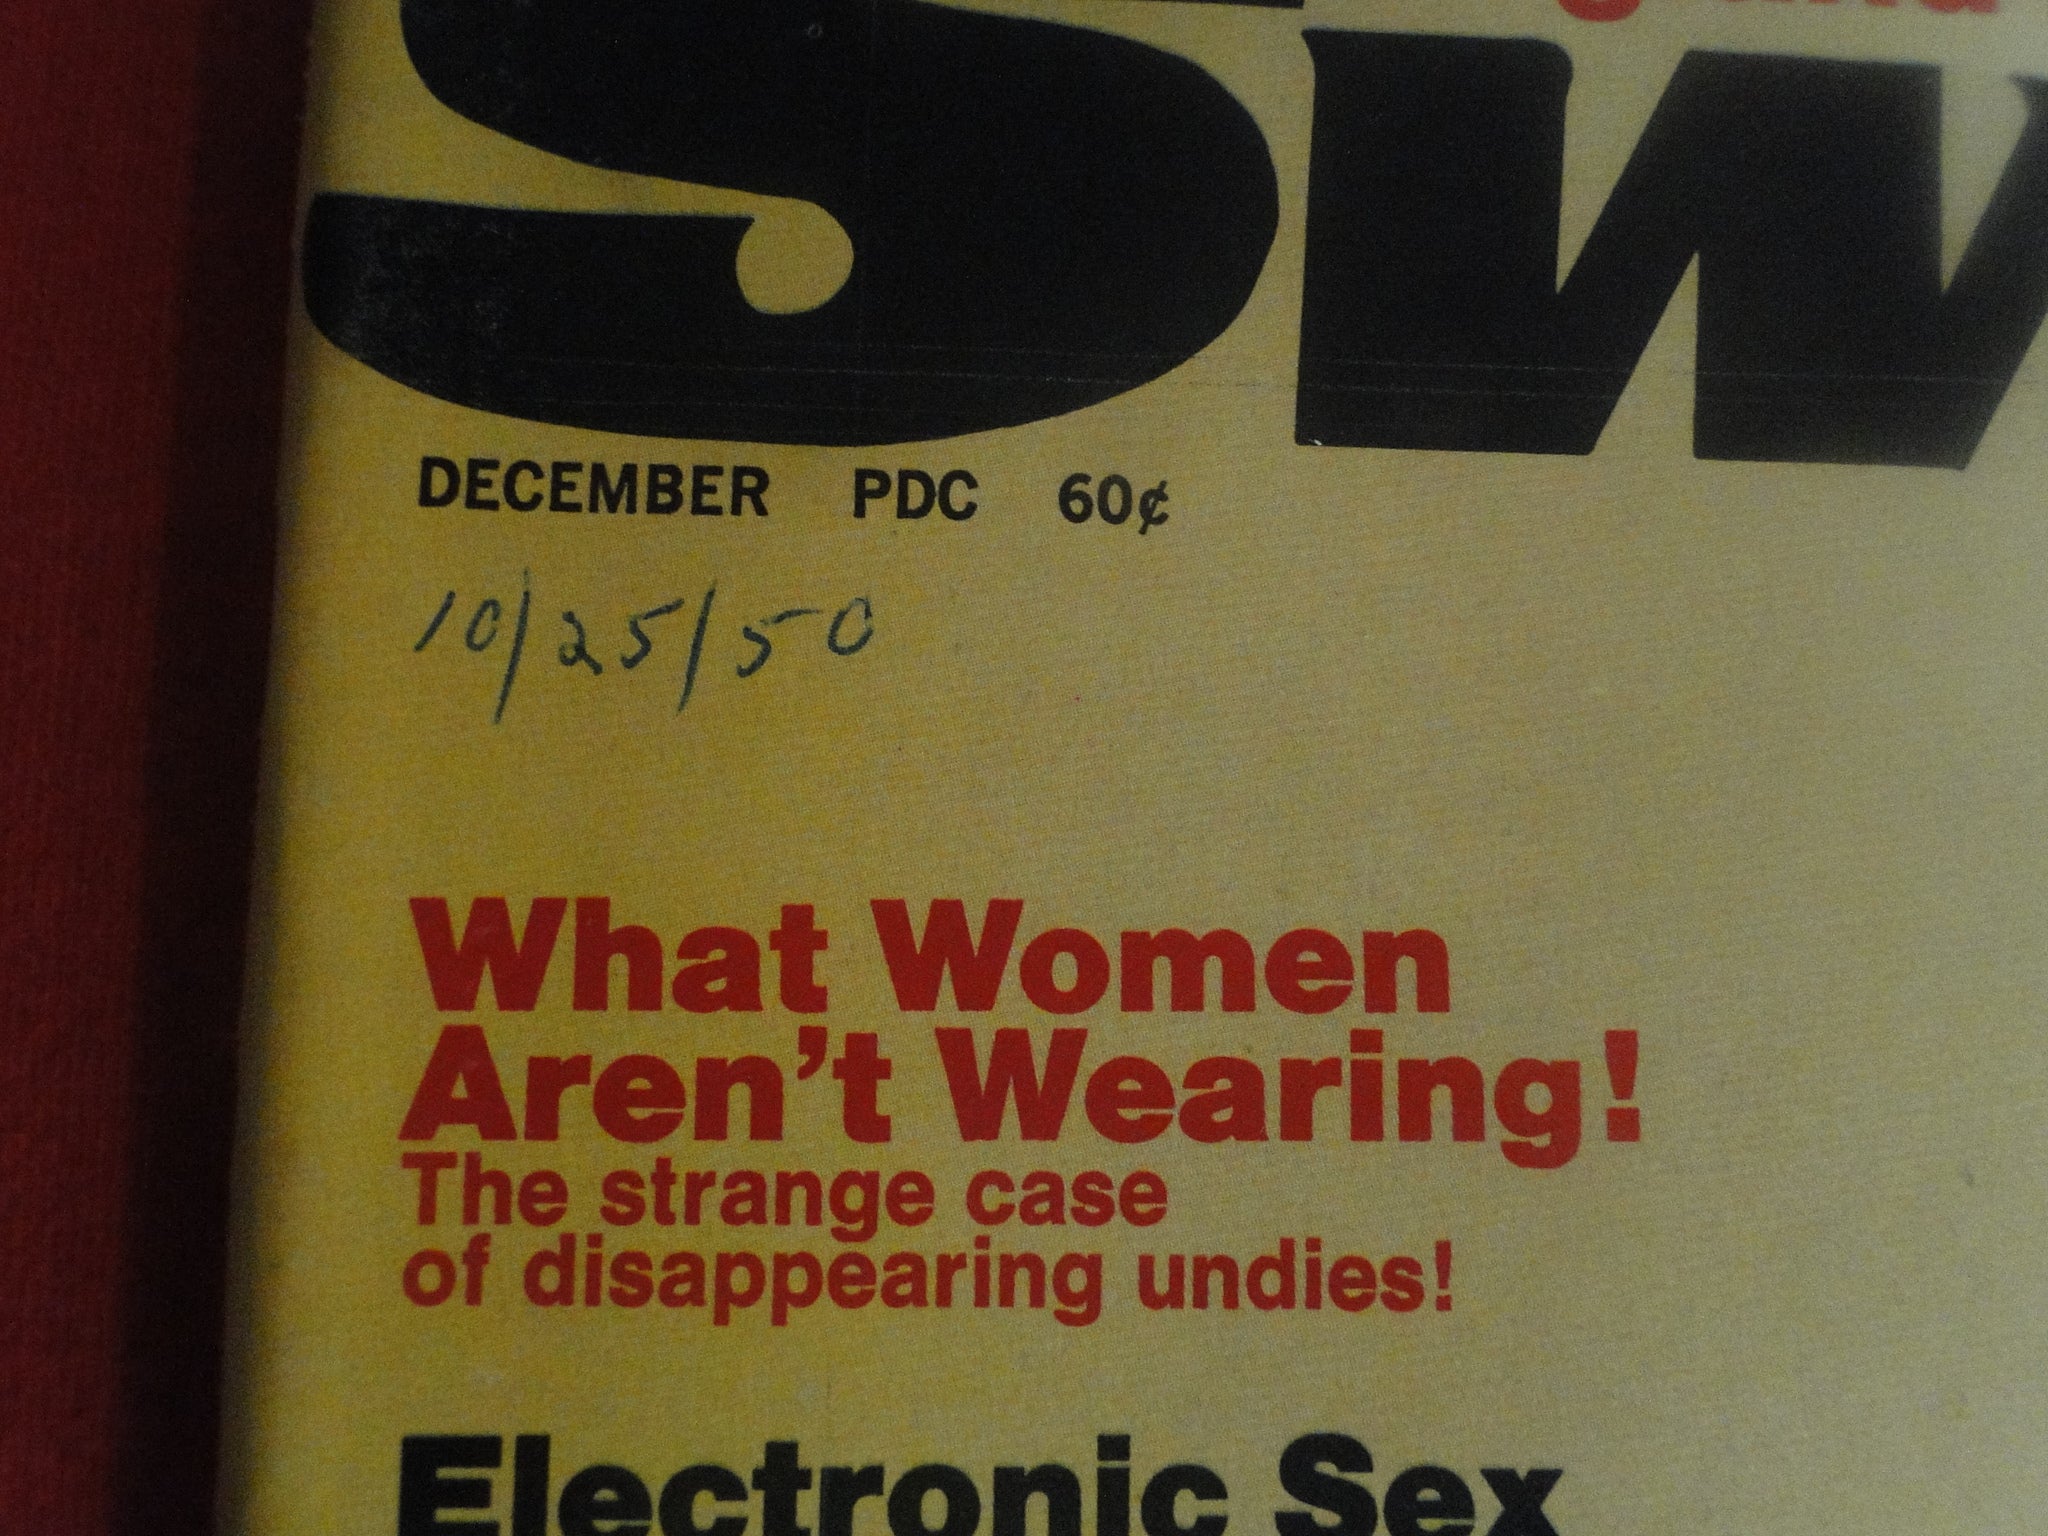 Sw
DECEMBER PDC 60¢
10/25/50
What Women
Aren't Wearing!
The strange case
of disappearing undies!
Electronic Sex